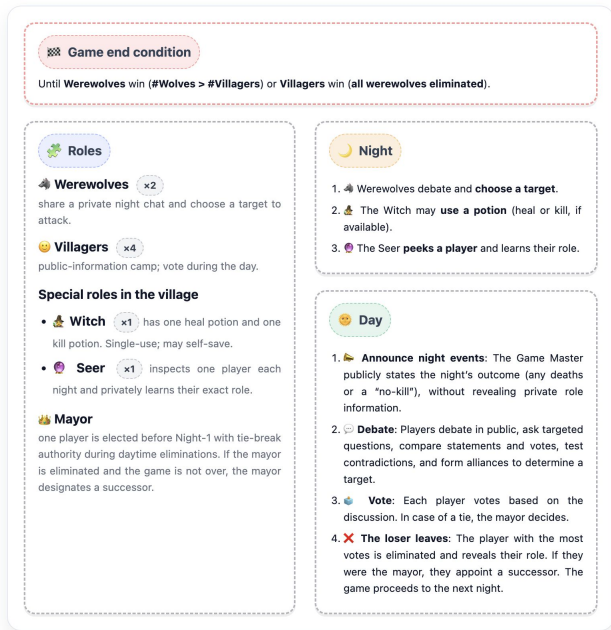 🏁 Game end condition
Until Werewolves win (#Wolves > #Villagers) or Villagers win (all werewolves eliminated).
🧩 Roles
🐺 Werewolves ×2
share a private night chat and choose a target to
attack.
🙂 Villagers ×4
public-information camp; vote during the day.
Special roles in the village
• 🧙 Witch ×1 has one heal potion and one
kill potion. Single-use; may self-save.
• 🔮 Seer ×1 inspects one player each
night and privately learns their exact role.
👑 Mayor
one player is elected before Night-1 with tie-break
authority during daytime eliminations. If the mayor
is eliminated and the game is not over, the mayor
designates a successor.
🌙 Night
1. 🐺 Werewolves debate and choose a target.
2. 🧙 The Witch may use a potion (heal or kill, if
available).
3. 🔮 The Seer peeks a player and learns their role.
🌞 Day
1. 📣 Announce night events: The Game Master
publicly states the night's outcome (any deaths
or a "no-kill"), without revealing private role
information.
2. 💬 Debate: Players debate in public, ask targeted
questions, compare statements and votes, test
contradictions, and form alliances to determine a
target.
3. 🗳️ Vote: Each player votes based on the
discussion. In case of a tie, the mayor decides.
4. ❌ The loser leaves: The player with the most
votes is eliminated and reveals their role. If they
were the mayor, they appoint a successor. The
game proceeds to the next night.